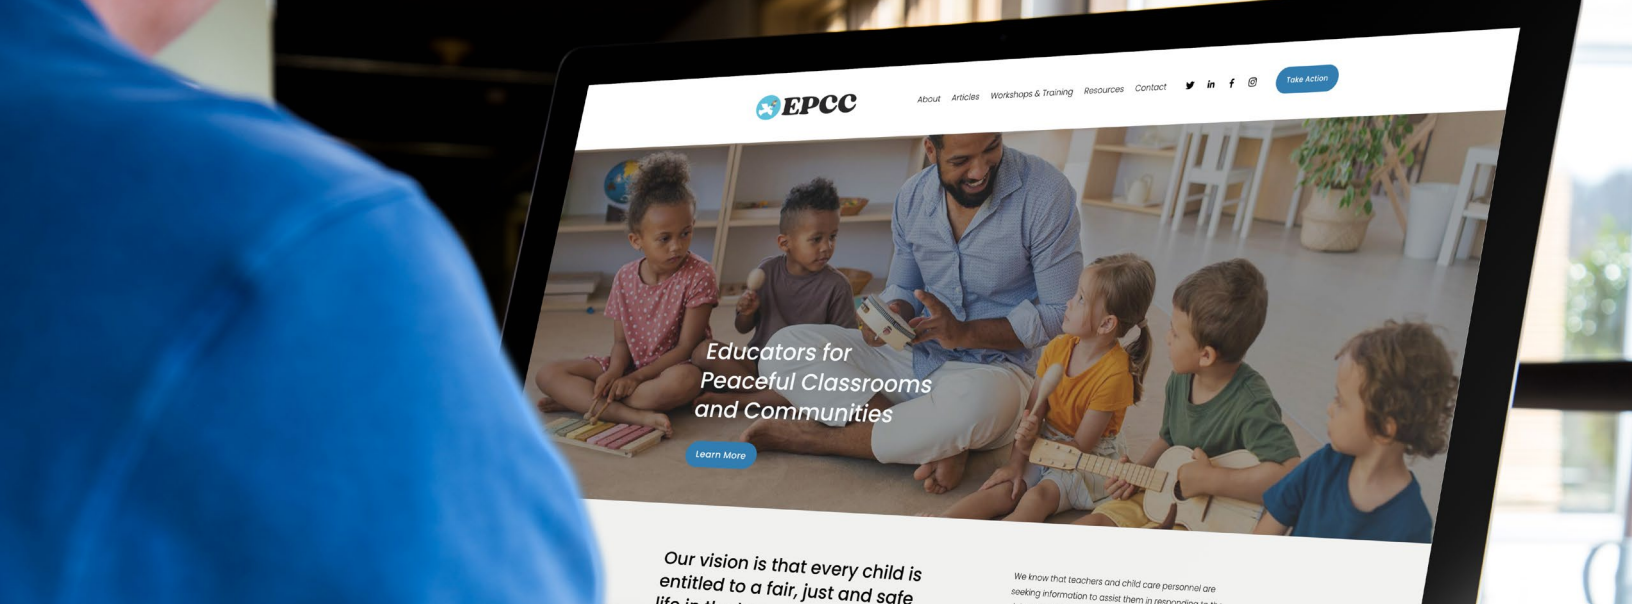 EPCC
About Articles Workshops & Training Resources Contact Take Action
Educators for
Peaceful Classrooms
and Communities
Learn More
Our vision is that every child is
entitled to a fair, just and safe
We know that teachers and child care personnel are
seeking information to assist them in responding to